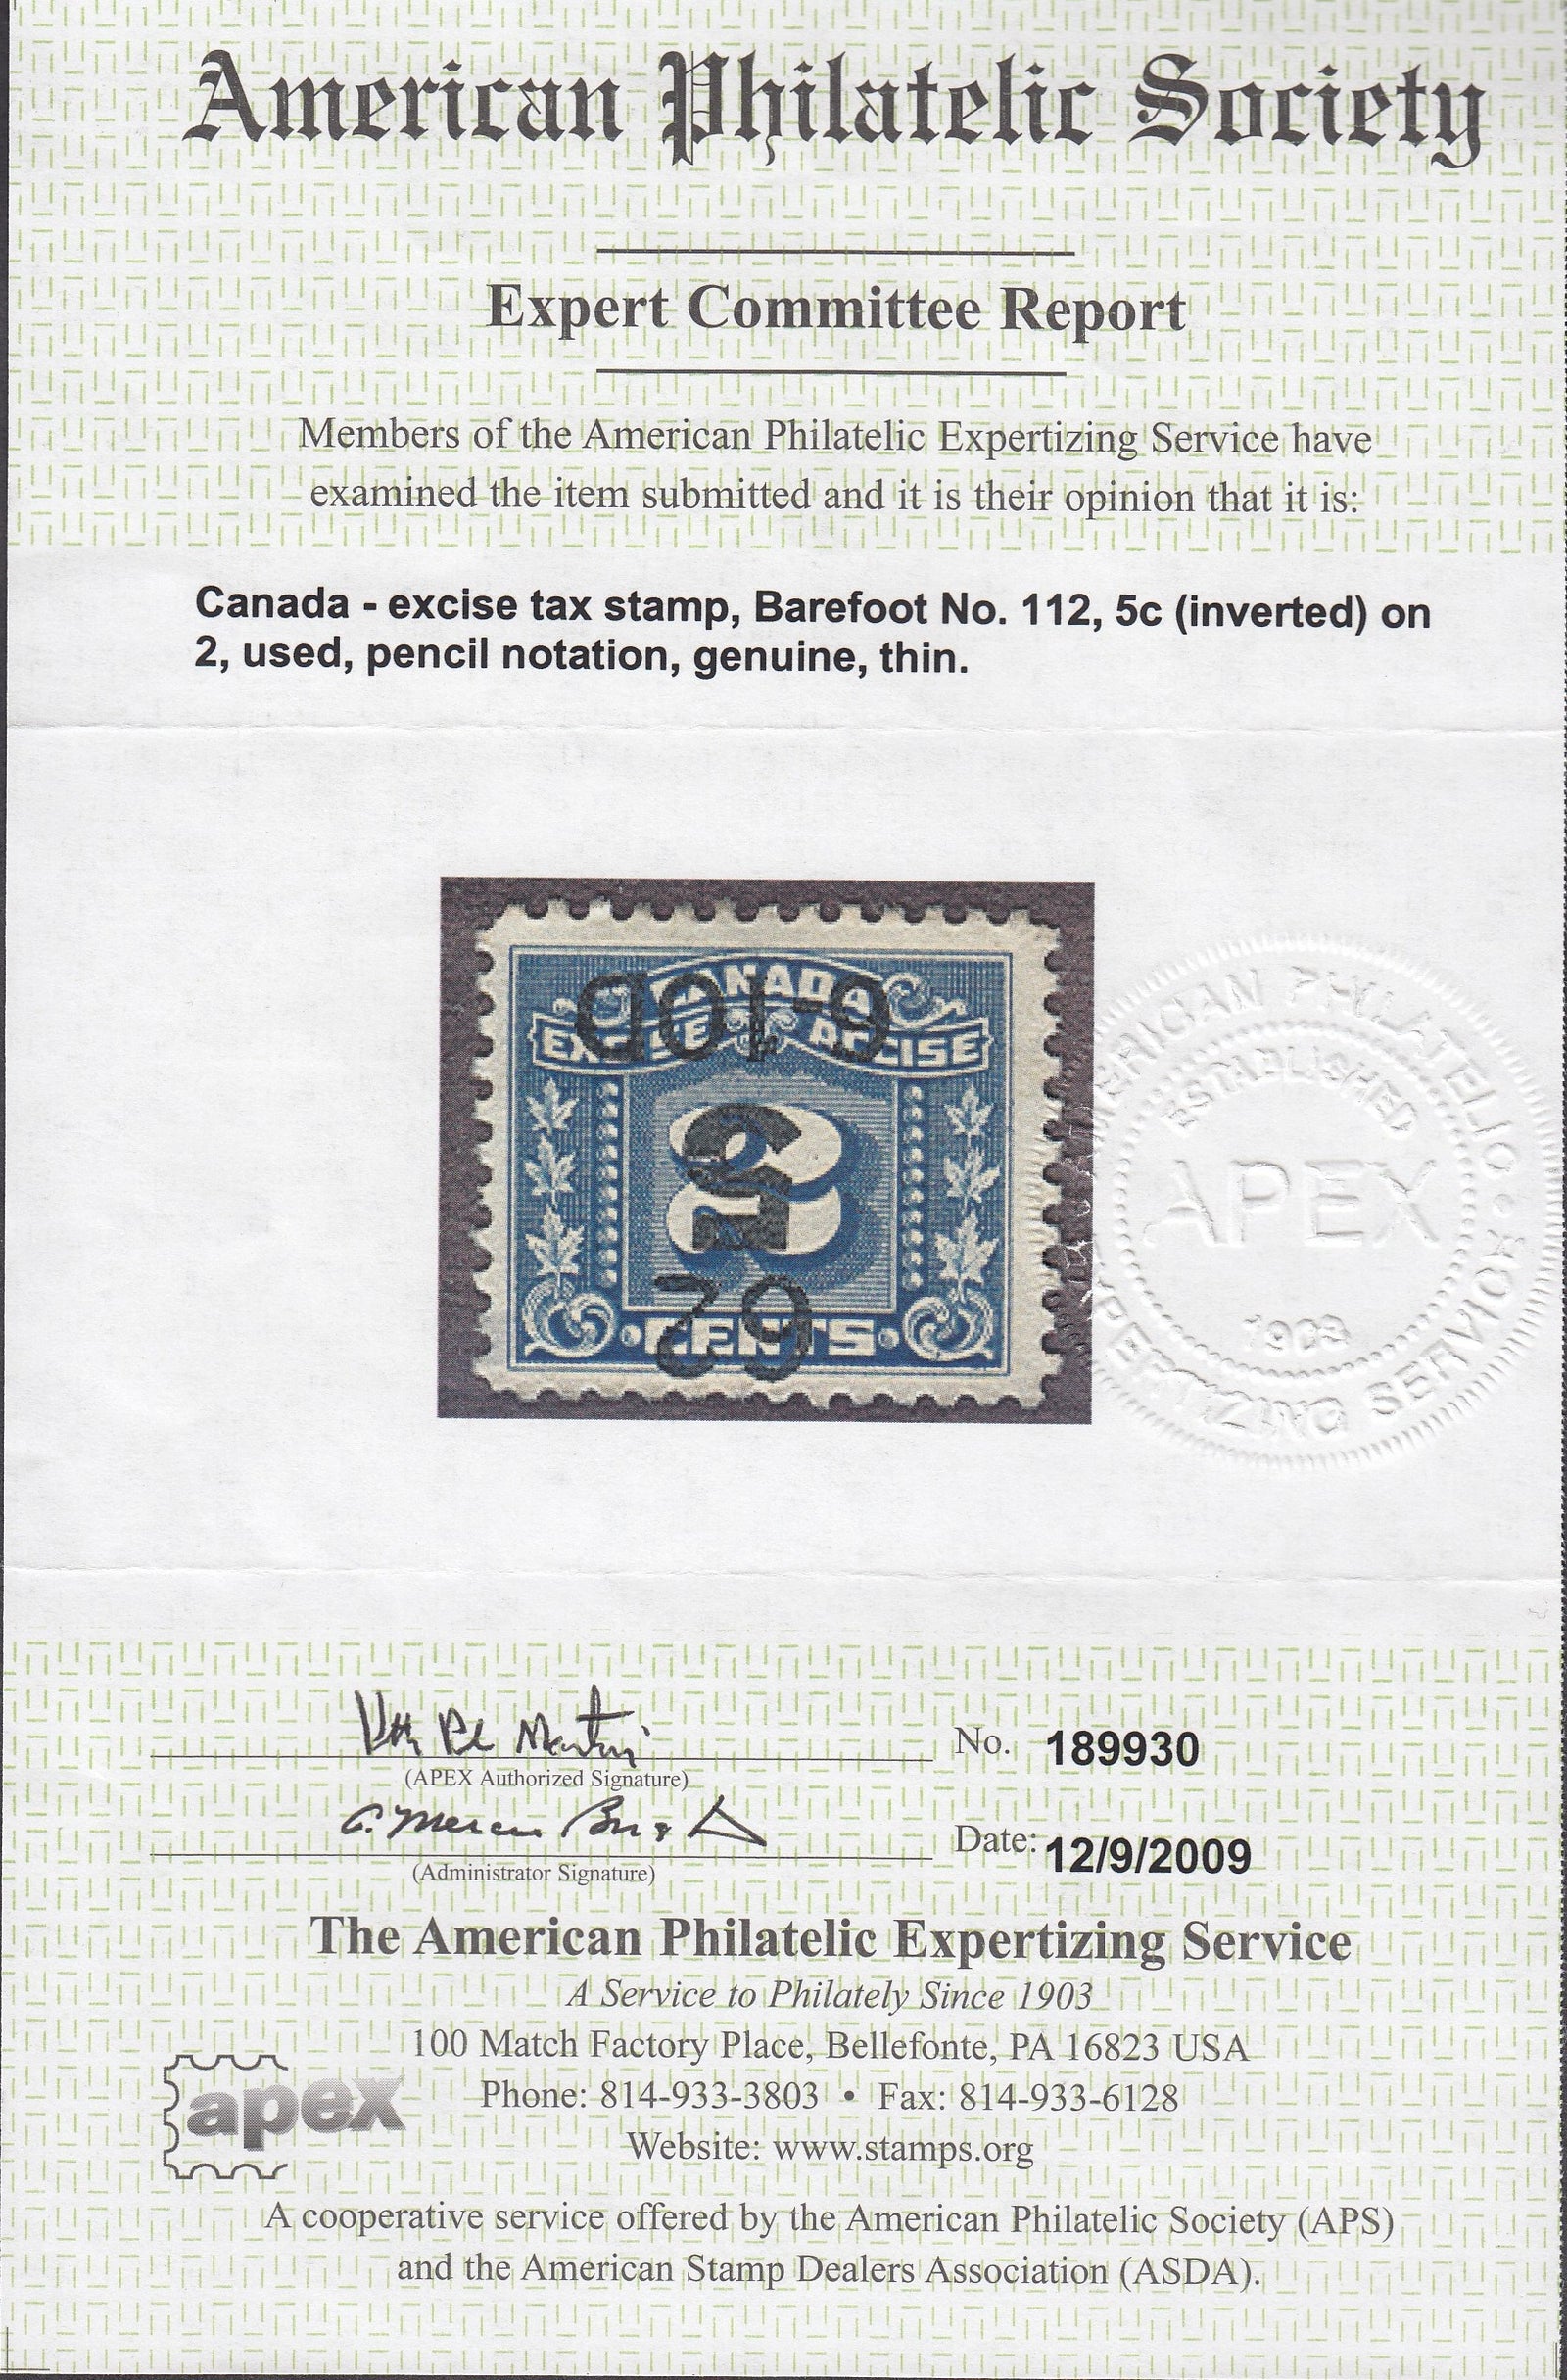 American Philatelic Society
Expert Committee Report
Members of the American Philatelic Expertizing Service have
examined the item submitted and it is their opinion that it is:
Canada - excise tax stamp, Barefoot No. 112, 5c (inverted) on
2, used, pencil notation, genuine, thin.
CANADA
EXCISE ACCISE
2
5
CENTS
62
AMERICAN PHILATELIC
ESTABLISHED
APEX
1903
EXPERTIZING SERVICE
No. 189930
(APEX Authorized Signature)
Date: 12/9/2009
(Administrator Signature)
The American Philatelic Expertizing Service
A Service to Philately Since 1903
100 Match Factory Place, Bellefonte, PA 16823 USA
Phone: 814-933-3803 • Fax: 814-933-6128
apex
Website: www.stamps.org
A cooperative service offered by the American Philatelic Society (APS)
and the American Stamp Dealers Association (ASDA).